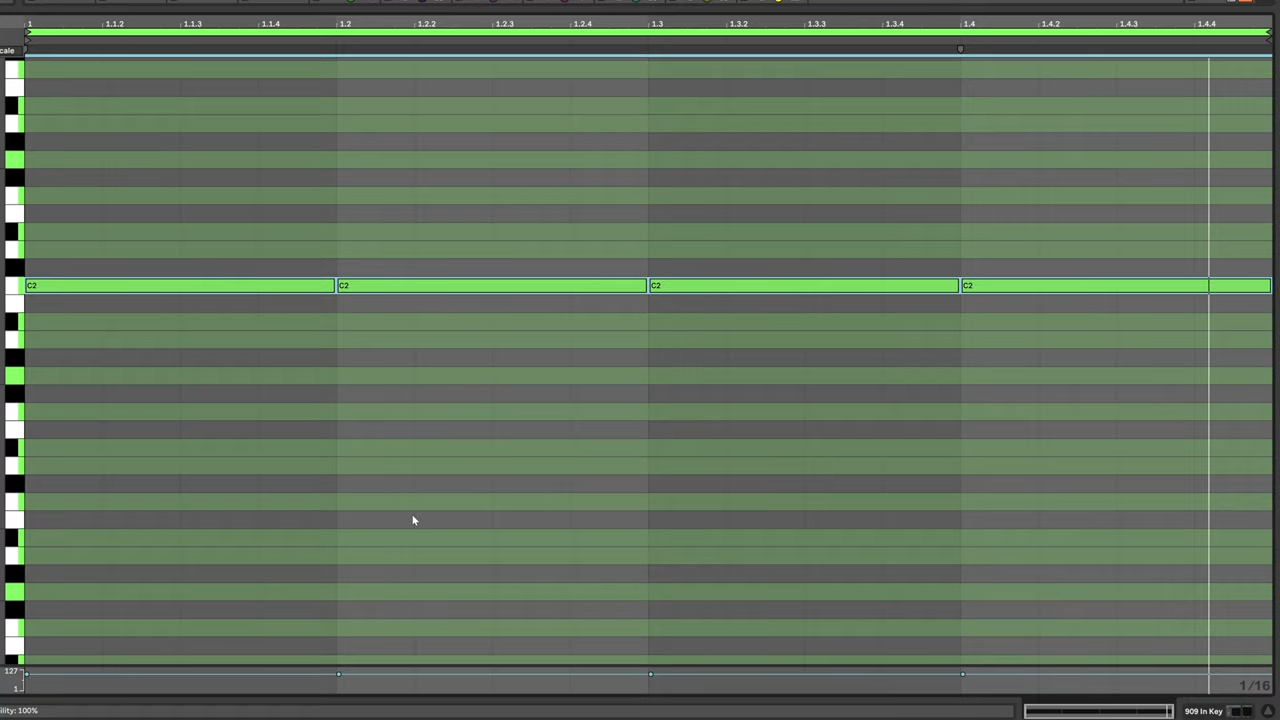 1 1.1.2 1.1.3 1.1.4 1.2 1.2.2 1.2.3 1.2.4 1.3 1.3.2 1.3.3 1.3.4 1.4 1.4.2 1.4.3 1.4.4
cale
C2 C2 C2 C2
127
1 1/16
ility: 100% 909 In Key